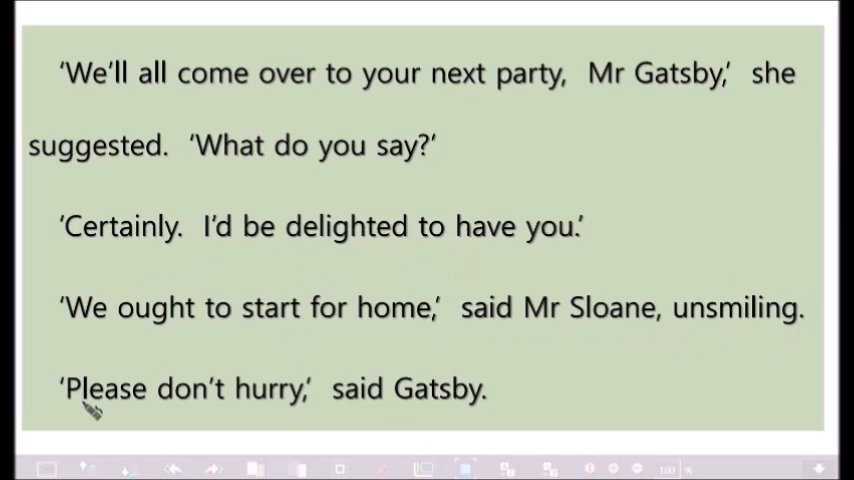 ‘We’ll all come over to your next party, Mr Gatsby,’ she
suggested. ‘What do you say?’
‘Certainly. I’d be delighted to have you.’
‘We ought to start for home,’ said Mr Sloane, unsmiling.
‘Please don’t hurry,’ said Gatsby.
100 %